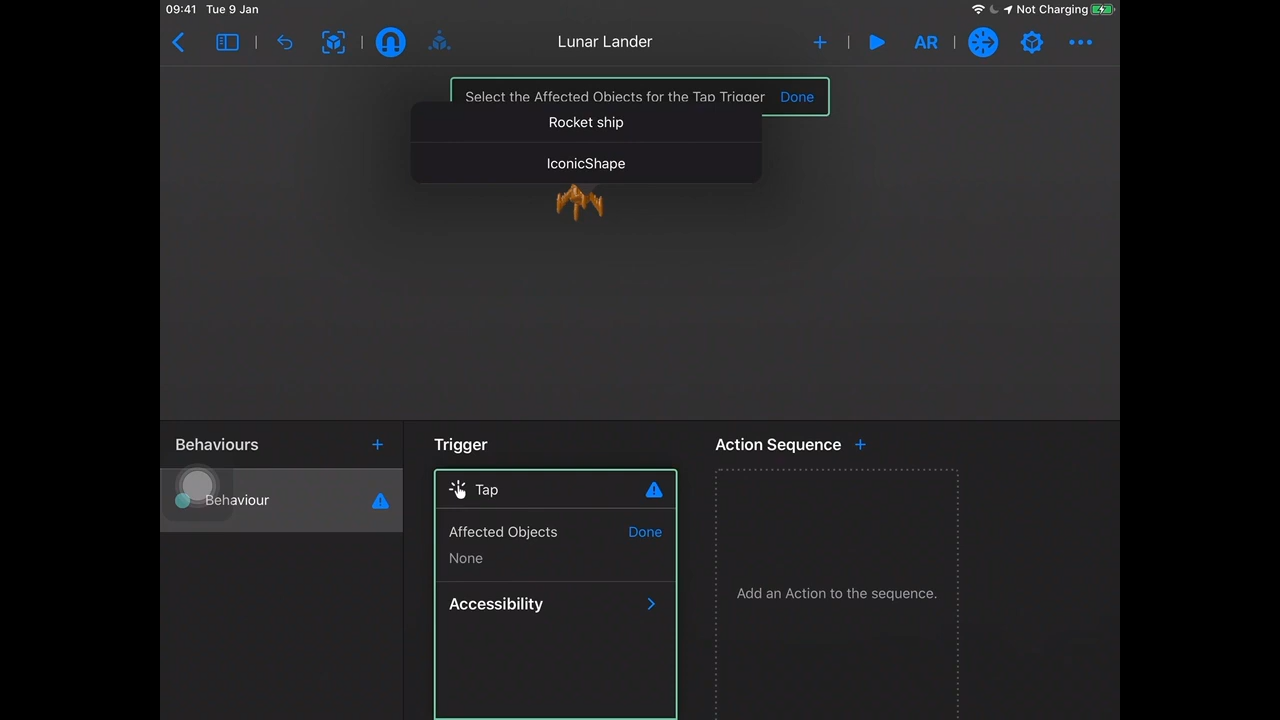 09:41 Tue 9 Jan
Not Charging
Lunar Lander
AR
Select the Affected Objects for the Tap Trigger Done
Rocket ship
IconicShape
Behaviours
Behaviour
Trigger
Tap
Affected Objects Done
None
Accessibility
Action Sequence
Add an Action to the sequence.